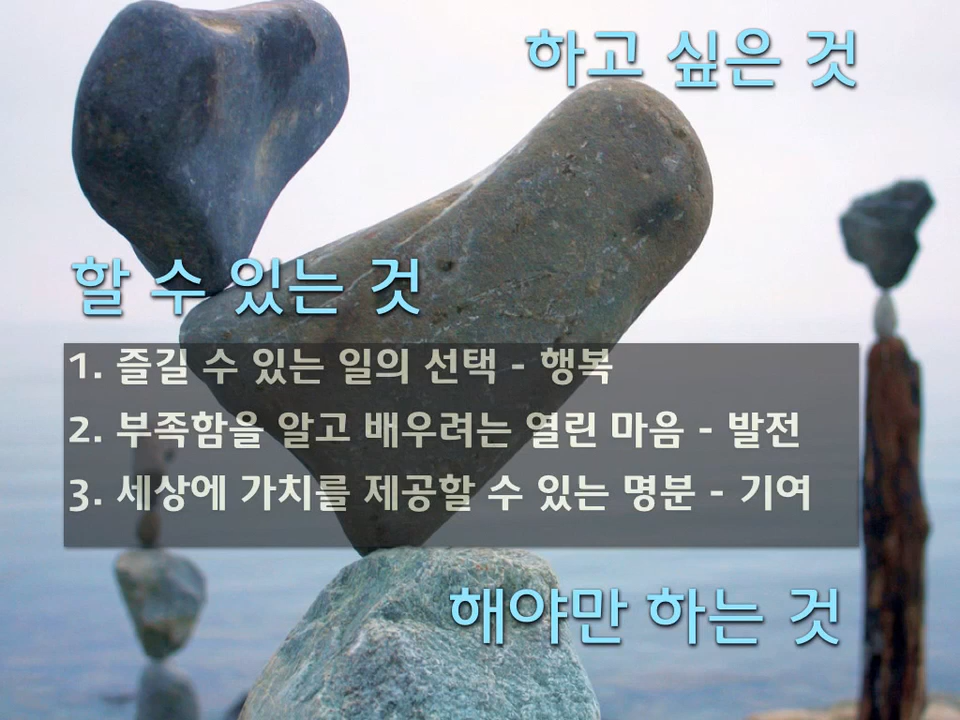 하고 싶은 것
할 수 있는 것
1. 즐길 수 있는 일의 선택 - 행복
2. 부족함을 알고 배우려는 열린 마음 - 발전
3. 세상에 가치를 제공할 수 있는 명분 - 기여
해야만 하는 것